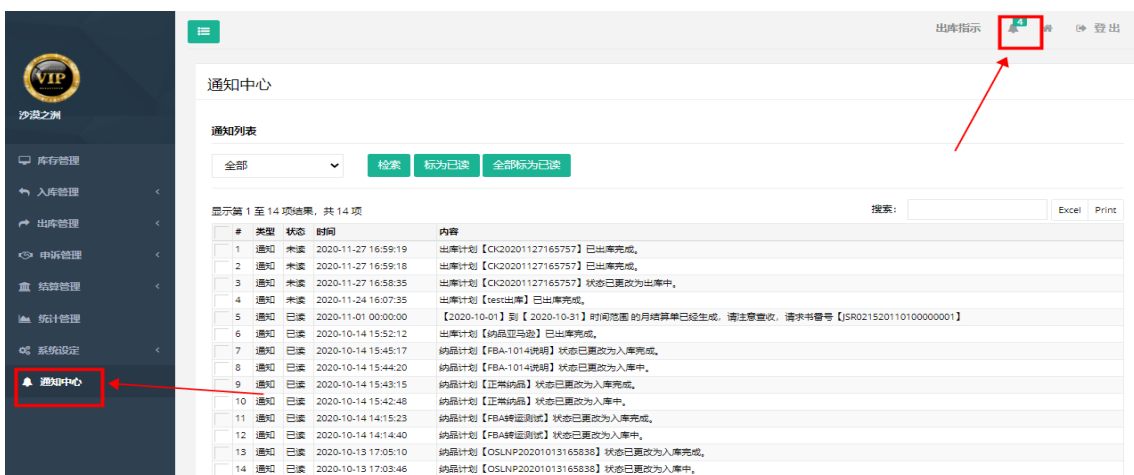 出库指示 4 登出
VIP
沙漠之洲
库存管理
入库管理
出库管理
申诉管理
结算管理
统计管理
系统设定
通知中心
通知中心
通知列表
全部 检索 标为已读 全部标为已读
显示第 1 至 14 项结果，共 14 项 搜索： Excel Print
# 类型 状态 时间 内容
1 通知 未读 2020-11-27 16:59:19 出库计划【CK20201127165757】已出库完成。
2 通知 未读 2020-11-27 16:59:18 出库计划【CK20201127165757】已出库完成。
3 通知 未读 2020-11-27 16:58:35 出库计划【CK20201127165757】状态已更改为出库中。
4 通知 未读 2020-11-24 16:07:35 出库计划【test出库】已出库完成。
5 通知 已读 2020-11-01 00:00:00 【2020-10-01】到【 2020-10-31】时间范围 的月结算单已经生成，请注意查收，请求书番号【JSR021520110100000001】
6 通知 已读 2020-10-14 15:52:12 出库计划【纳品亚马逊】已出库完成。
7 通知 已读 2020-10-14 15:45:17 纳品计划【FBA-1014说明】状态已更改为入库完成。
8 通知 已读 2020-10-14 15:44:20 纳品计划【FBA-1014说明】状态已更改为入库中。
9 通知 已读 2020-10-14 15:43:15 纳品计划【正常纳品】状态已更改为入库完成。
10 通知 已读 2020-10-14 15:42:48 纳品计划【正常纳品】状态已更改为入库中。
11 通知 已读 2020-10-14 14:15:23 纳品计划【FBA转运测试】状态已更改为入库完成。
12 通知 已读 2020-10-14 14:14:40 纳品计划【FBA转运测试】状态已更改为入库中。
13 通知 已读 2020-10-13 17:05:10 纳品计划【OSLNP20201013165838】状态已更改为入库完成。
14 通知 已读 2020-10-13 17:03:46 纳品计划【OSLNP20201013165838】状态已更改为入库中。